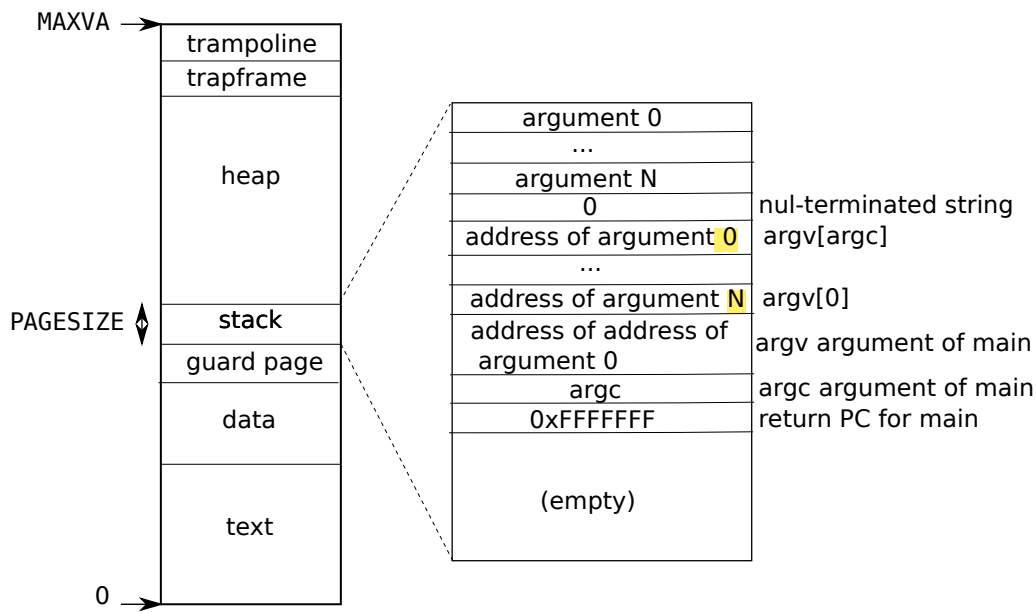 MAXVA
trampoline
trapframe
heap
PAGESIZE
stack
guard page
data
text
0
argument 0
...
argument N
0
nul-terminated string
address of argument 0
argv[argc]
...
address of argument N
argv[0]
address of address of
argument 0
argv argument of main
argc
argc argument of main
0xFFFFFFF
return PC for main
(empty)